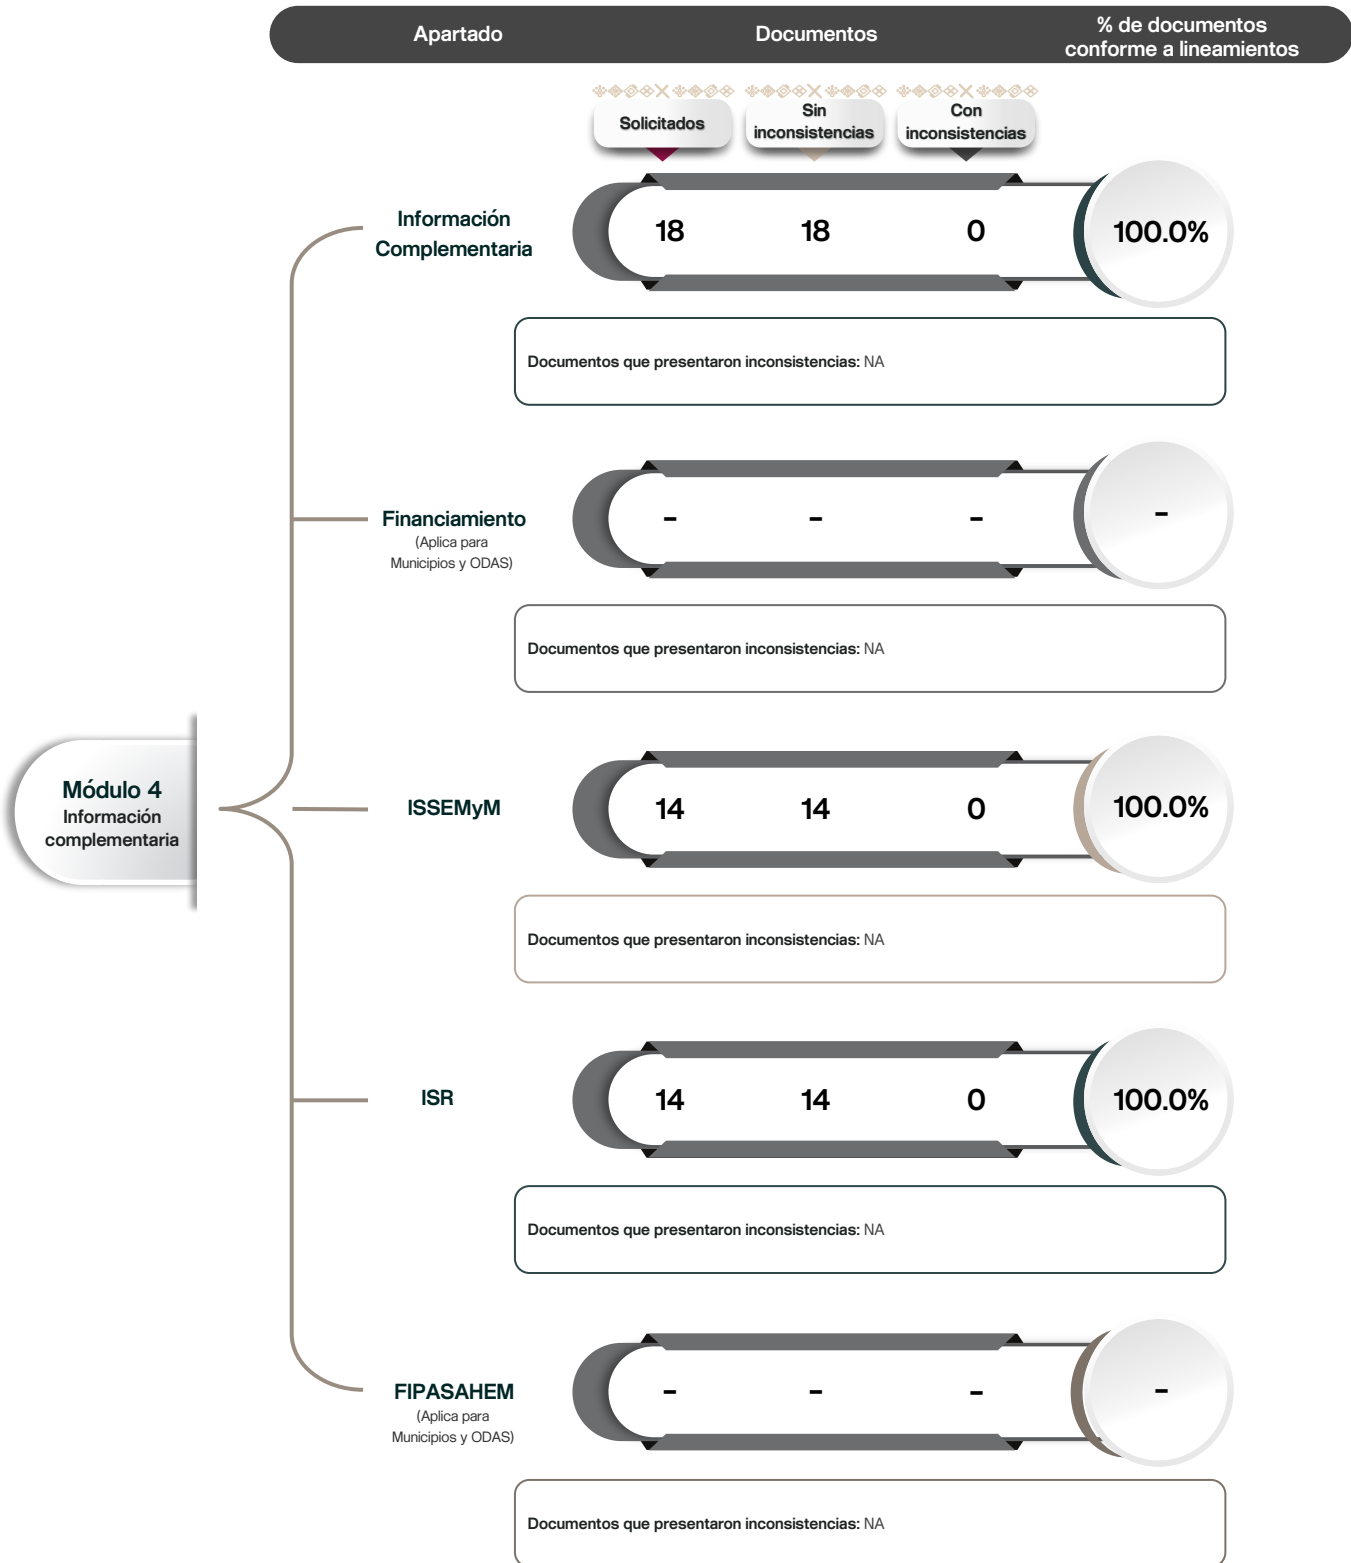 Apartado
Documentos
% de documentos
conforme a lineamientos
Solicitados
Sin
inconsistencias
Con
inconsistencias
Información
Complementaria
18 18 0 100.0%
Documentos que presentaron inconsistencias: NA
Financiamiento
(Aplica para
Municipios y ODAS)
- - - -
Documentos que presentaron inconsistencias: NA
Módulo 4
Información
complementaria
ISSEMyM
14 14 0 100.0%
Documentos que presentaron inconsistencias: NA
ISR
14 14 0 100.0%
Documentos que presentaron inconsistencias: NA
FIPASAHEM
(Aplica para
Municipios y ODAS)
- - - -
Documentos que presentaron inconsistencias: NA